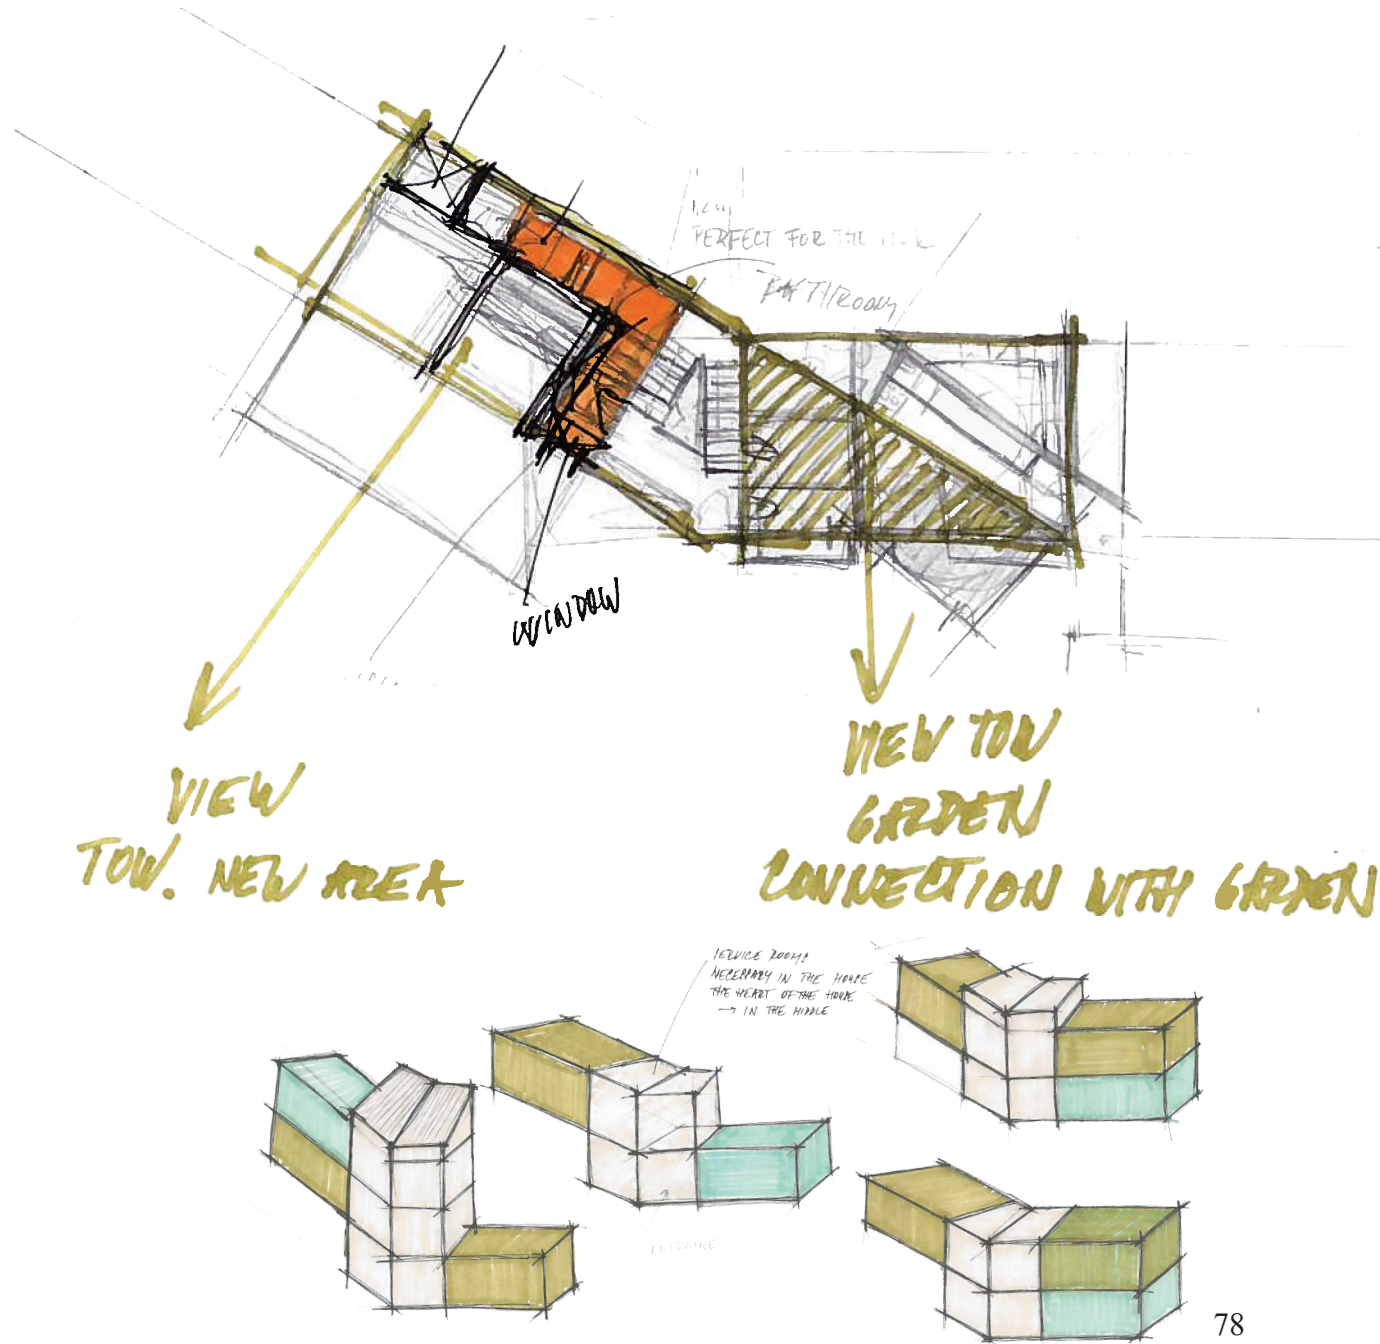 PERFECT FOR THE
BATHROOM
WINDOW
VIEW
TOW. NEW AREA
VIEW TOW
GARDEN
CONNECTION WITH GARDEN
SERVICE ROOMS
NECESSARY IN THE HOUSE
THE HEART OF THE HOUSE
→ IN THE MIDDLE
ENTRANCE
78